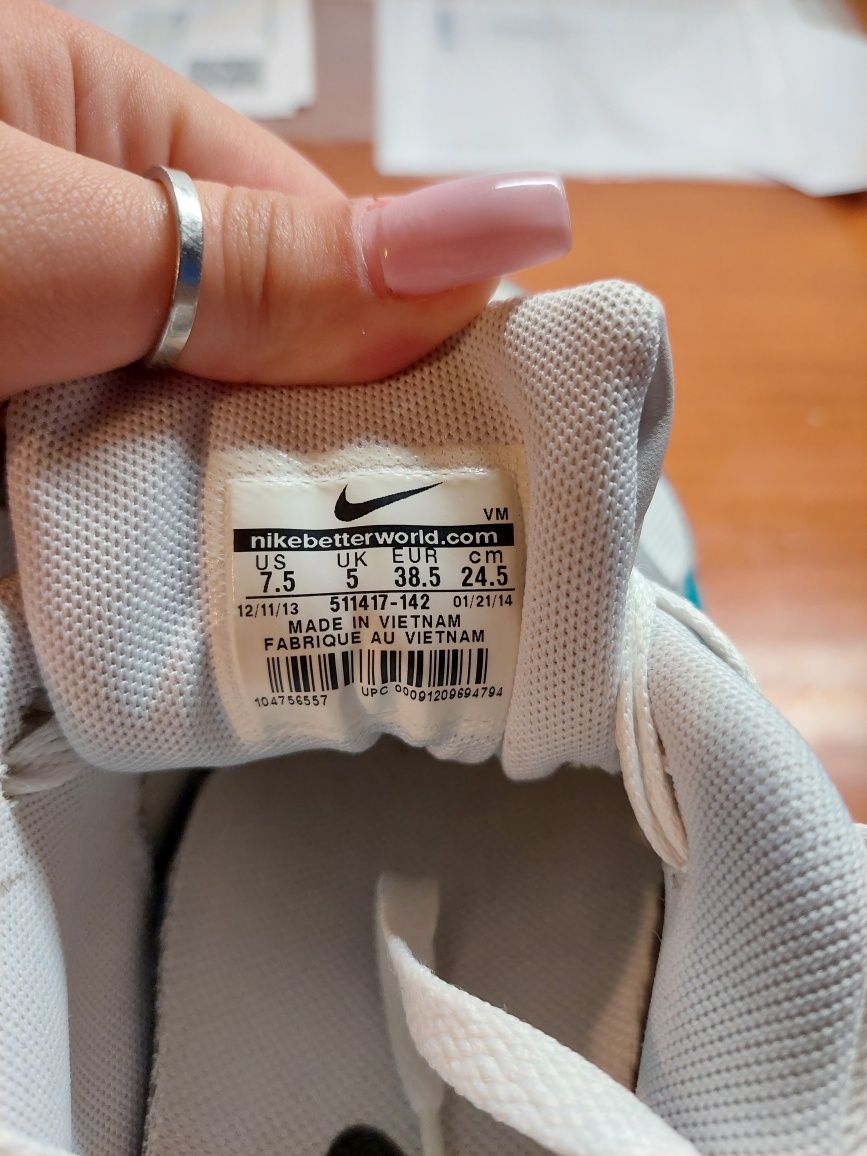 VM
nikebetterworld.com
US UK EUR cm
7.5 5 38.5 24.5
12/11/13 511417-142 01/21/14
MADE IN VIETNAM
FABRIQUE AU VIETNAM
104756557 UPC 00091209694794